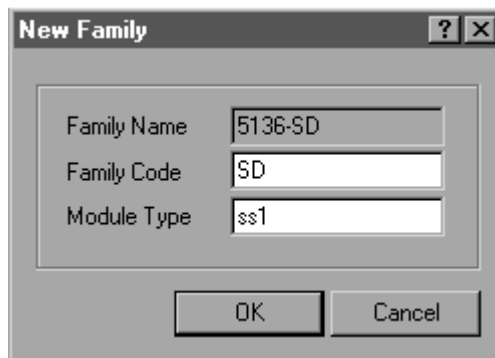 New Family
Family Name 5136-SD
Family Code SD
Module Type ss1
OK Cancel